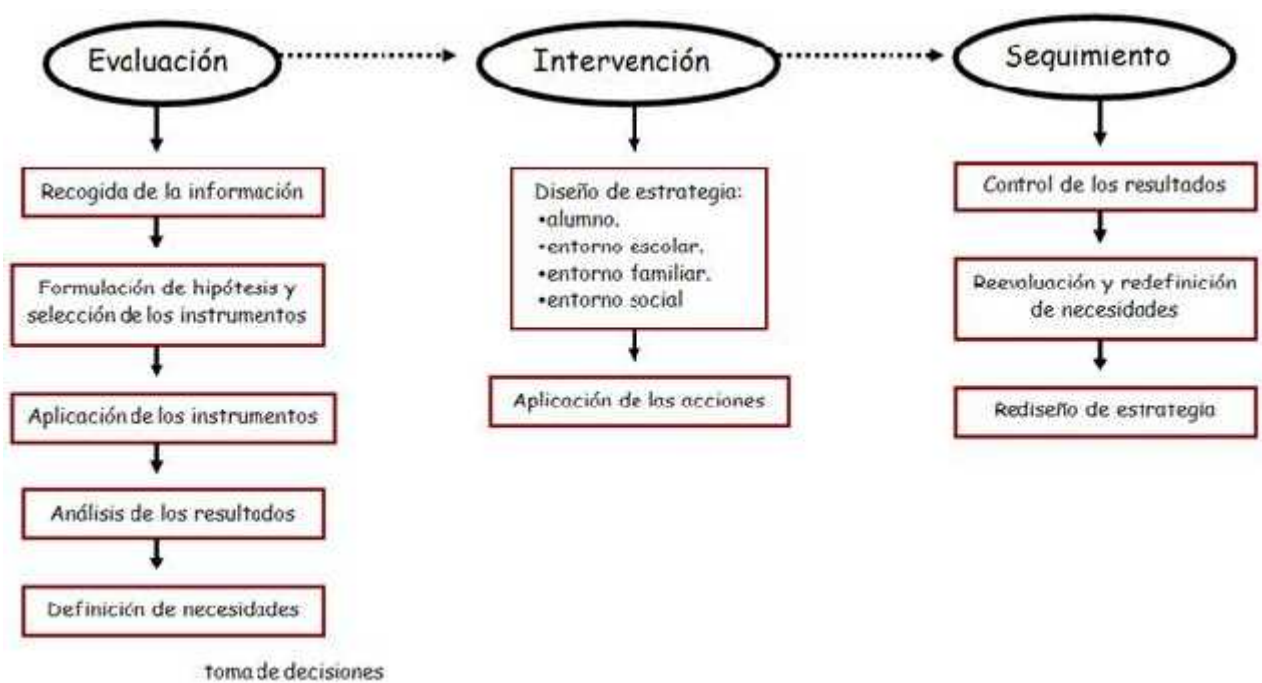 Evaluación
Intervención
Seguimiento
Recogida de la información
Formulación de hipótesis y
selección de los instrumentos
Aplicación de los instrumentos
Análisis de los resultados
Definición de necesidades
toma de decisiones
Diseño de estrategia:
•alumno.
•entorno escolar.
•entorno familiar.
•entorno social
Aplicación de las acciones
Control de los resultados
Reevaluación y redefinición
de necesidades
Rediseño de estrategia